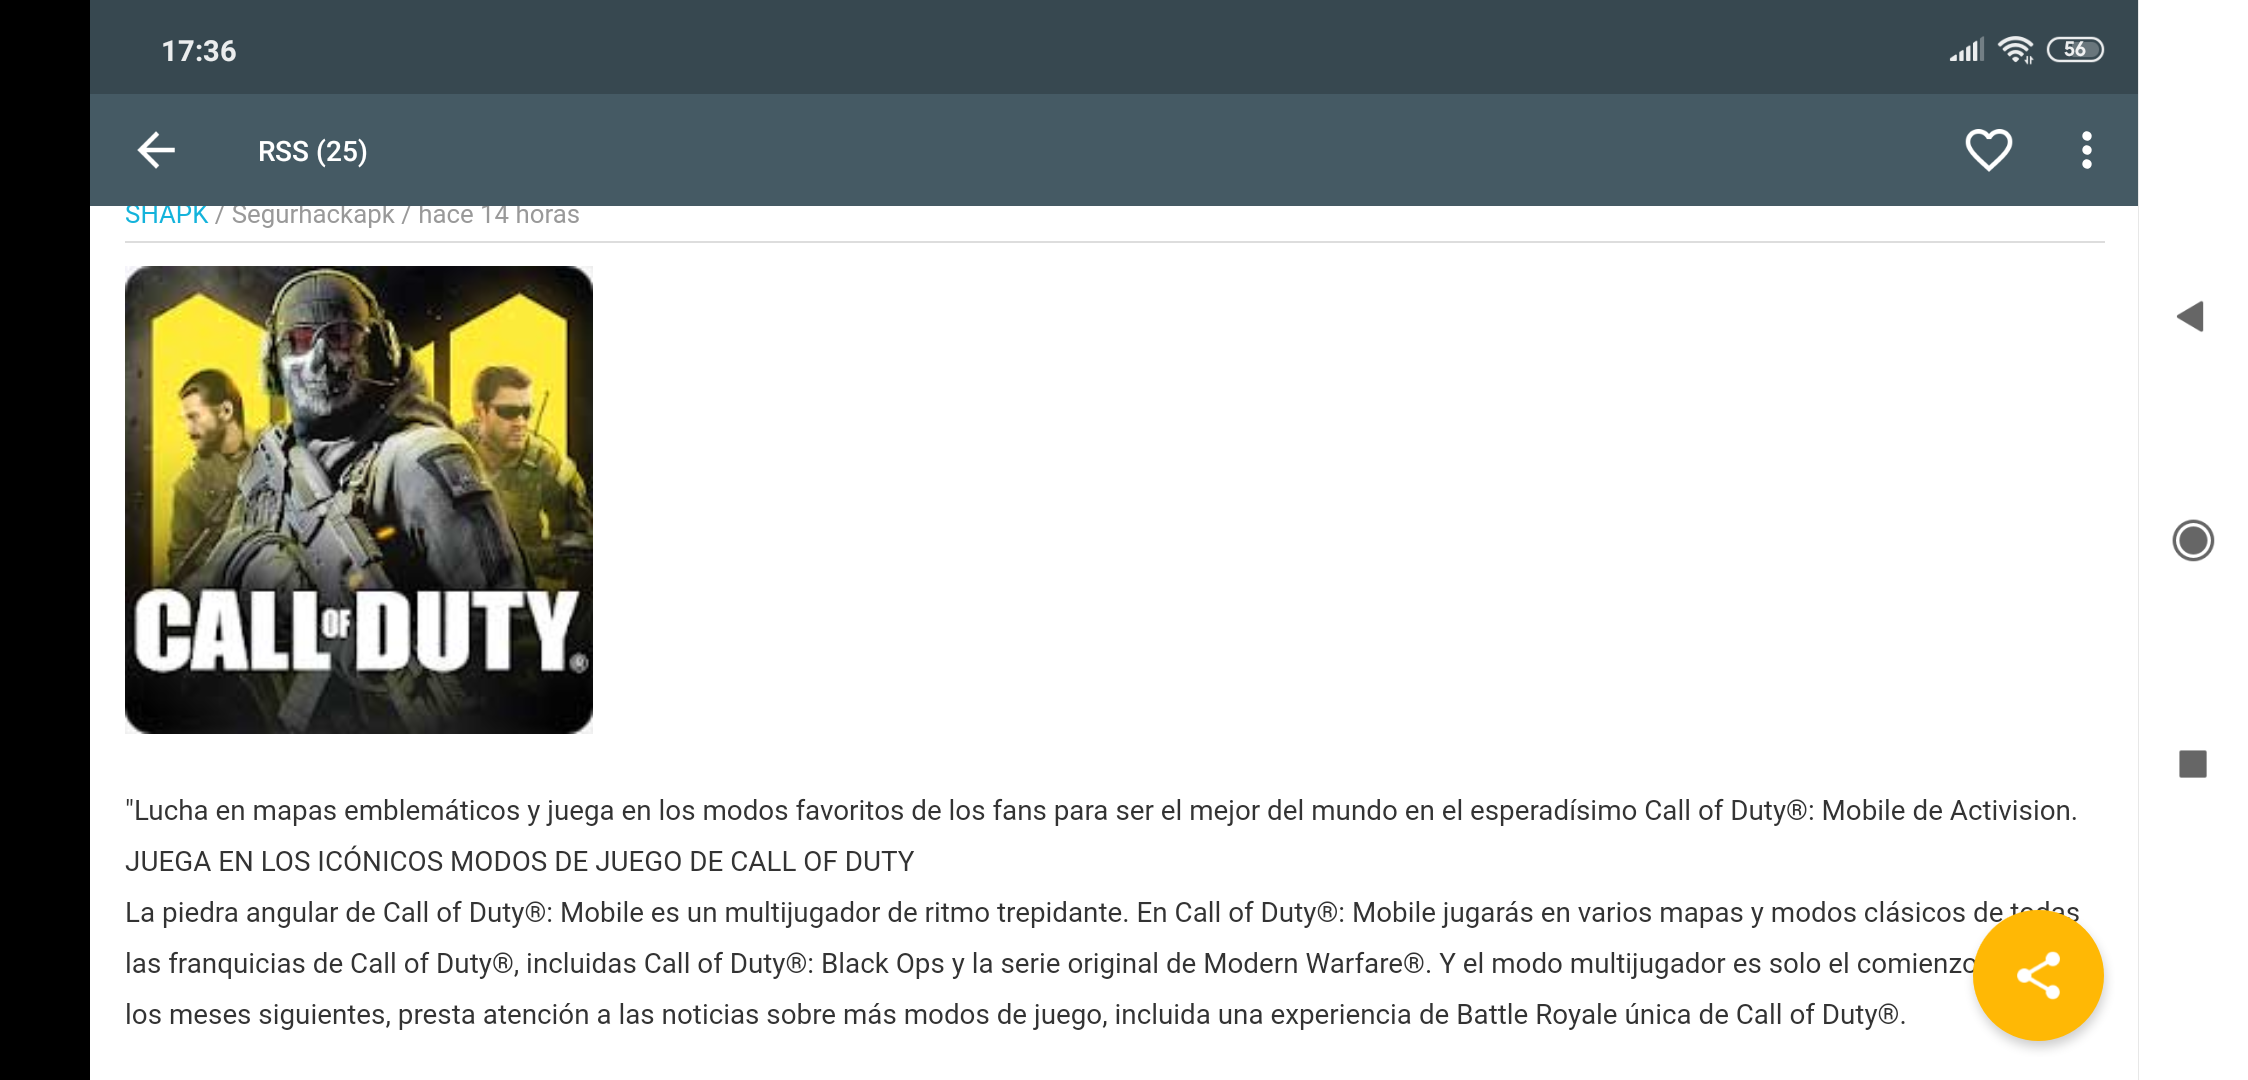 17:36
56
RSS (25)
SHAPK / Segurhackapk / hace 14 horas
CALL OF DUTY®
"Lucha en mapas emblemáticos y juega en los modos favoritos de los fans para ser el mejor del mundo en el esperadísimo Call of Duty®: Mobile de Activision.
JUEGA EN LOS ICÓNICOS MODOS DE JUEGO DE CALL OF DUTY
La piedra angular de Call of Duty®: Mobile es un multijugador de ritmo trepidante. En Call of Duty®: Mobile jugarás en varios mapas y modos clásicos de todas
las franquicias de Call of Duty®, incluidas Call of Duty®: Black Ops y la serie original de Modern Warfare®. Y el modo multijugador es solo el comienzo
los meses siguientes, presta atención a las noticias sobre más modos de juego, incluida una experiencia de Battle Royale única de Call of Duty®.